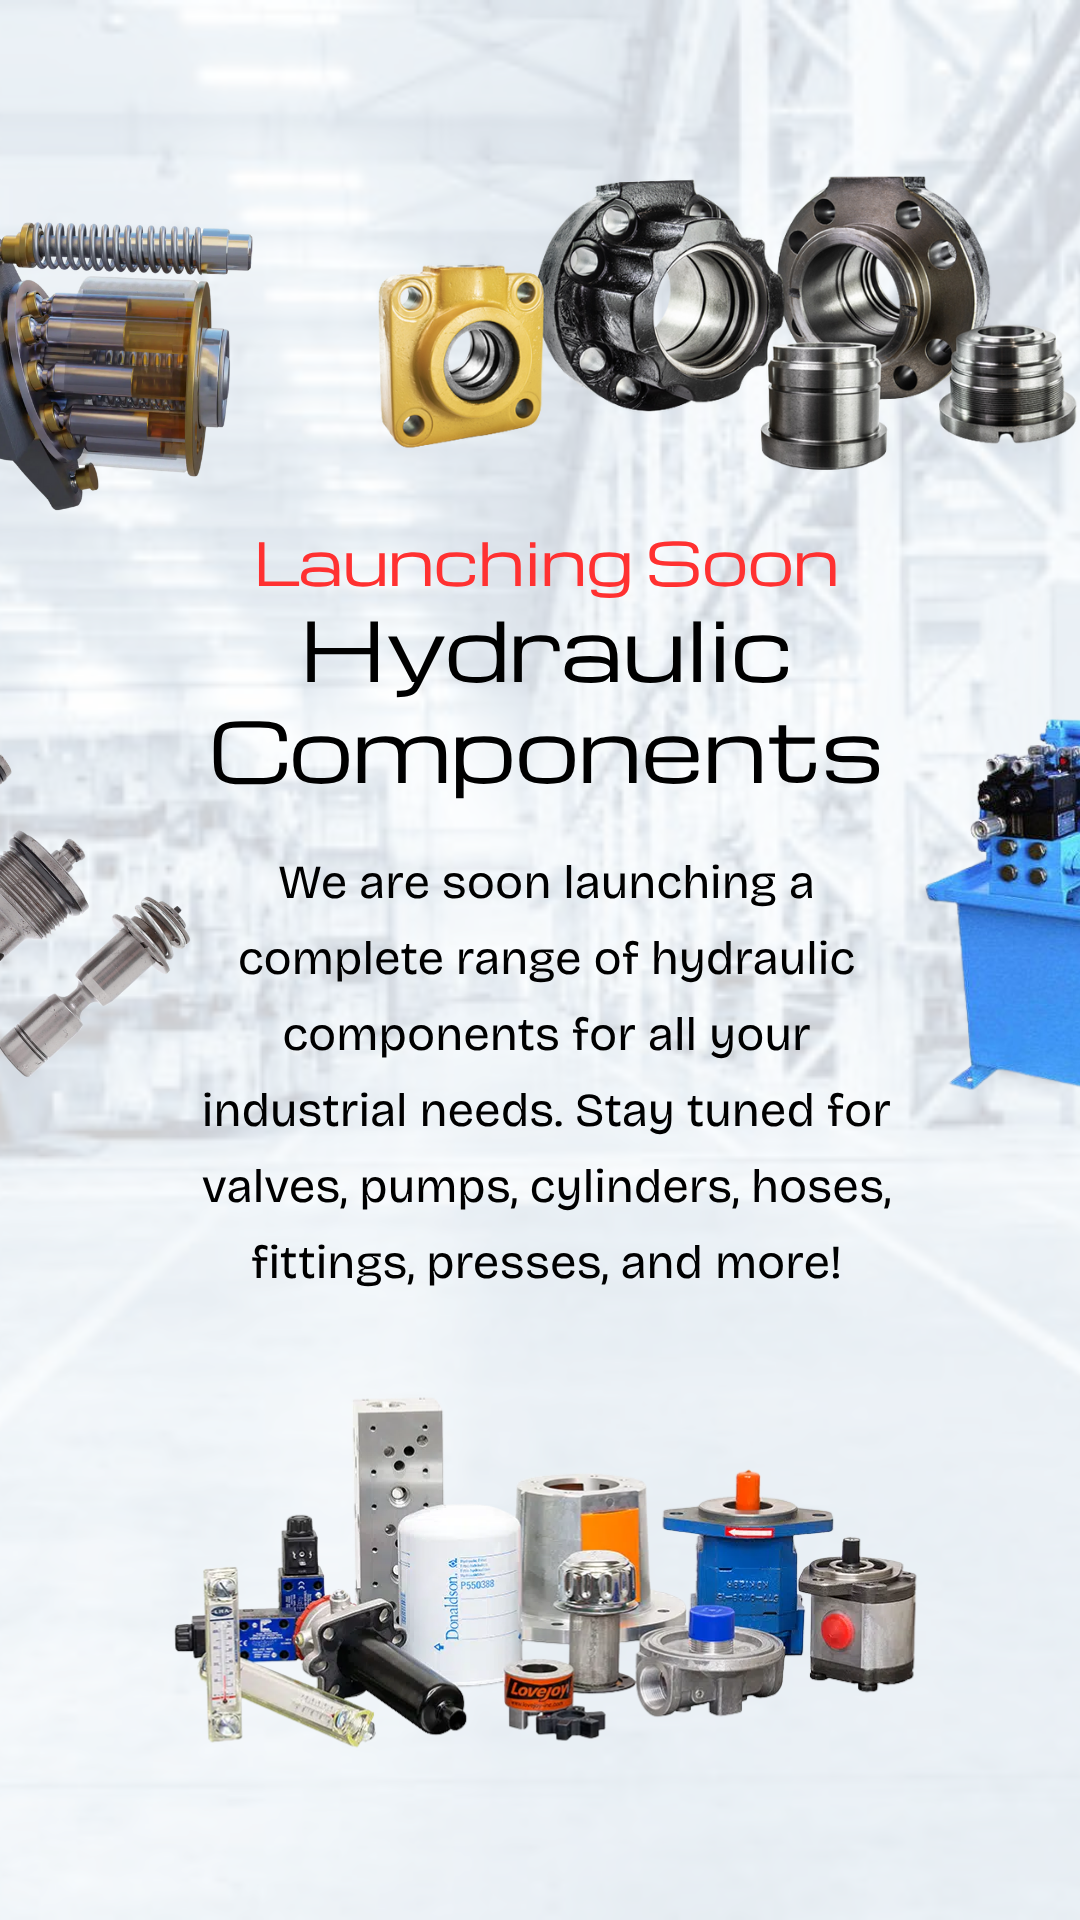 Launching Soon
Hydraulic
Components
We are soon launching a
complete range of hydraulic
components for all your
industrial needs. Stay tuned for
valves, pumps, cylinders, hoses,
fittings, presses, and more!
Donaldson.
P550388
Lovejoy